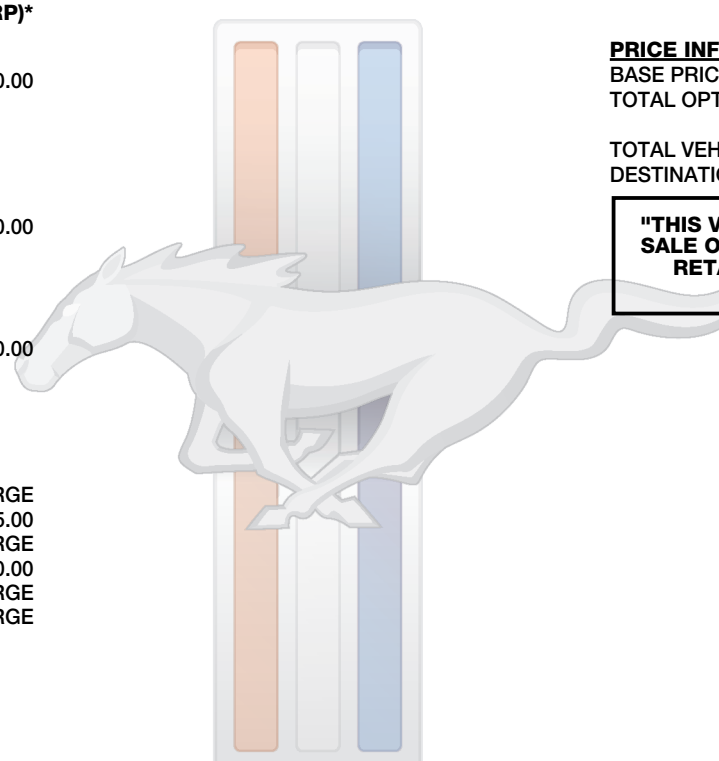 RP)*
0.00
0.00
0.00
RGE
5.00
RGE
0.00
RGE
RGE
PRICE INF
BASE PRIC
TOTAL OPT
TOTAL VEH
DESTINATIO
"THIS V
SALE O
RETA